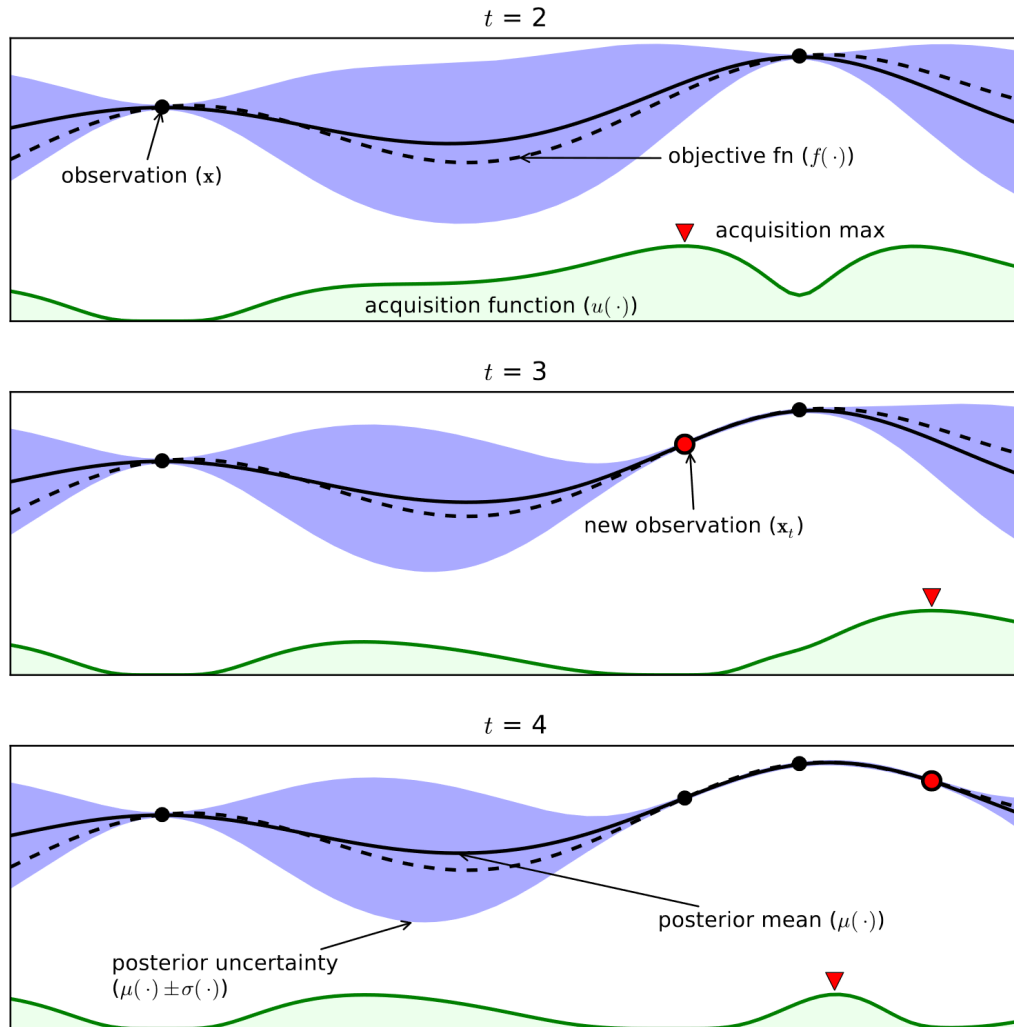 t = 2
observation (x)
objective fn (f(·))
acquisition max
acquisition function (u(·))
t = 3
new observation (xₜ)
t = 4
posterior mean (μ(·))
posterior uncertainty
(μ(·) ±σ(·))